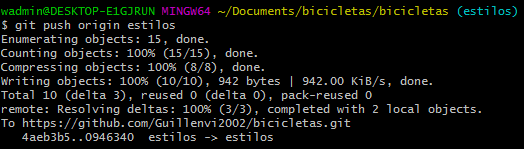 wadmin@DESKTOP-E1GJRUN MINGW64 ~/Documents/bicicletas/bicicletas (estilos)
$ git push origin estilos
Enumerating objects: 15, done.
Counting objects: 100% (15/15), done.
Compressing objects: 100% (8/8), done.
Writing objects: 100% (10/10), 942 bytes | 942.00 KiB/s, done.
Total 10 (delta 3), reused 0 (delta 0), pack-reused 0
remote: Resolving deltas: 100% (3/3), completed with 2 local objects.
To https://github.com/Guillenvi2002/bicicletas.git
   4aeb3b5..0946340  estilos -> estilos